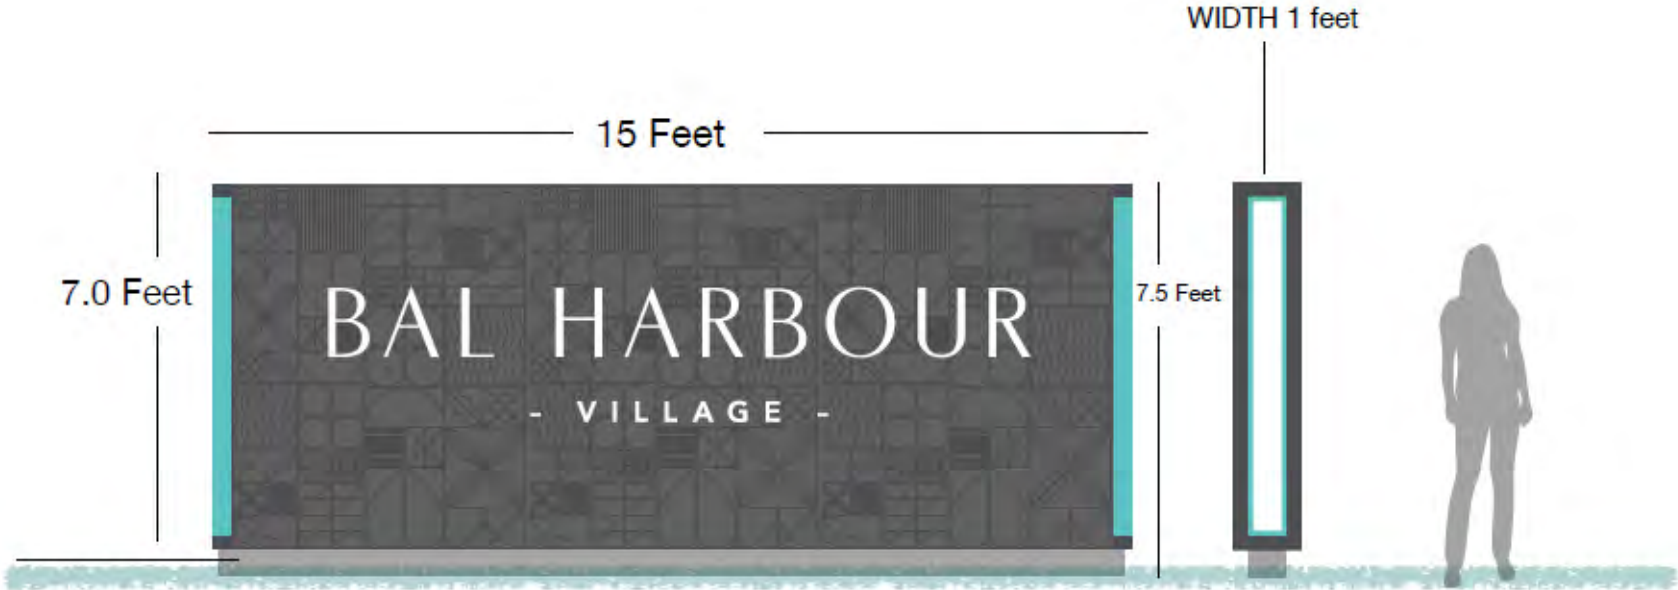 WIDTH 1 feet
15 Feet
7.0 Feet
BAL HARBOUR
7.5 Feet
- VILLAGE -